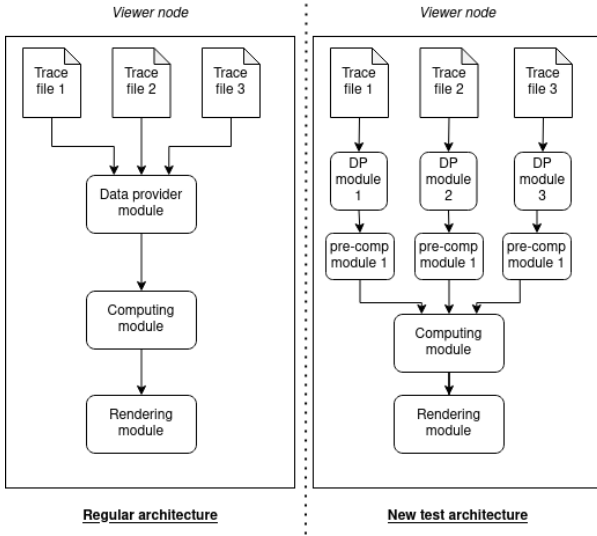 Viewer node
Trace
file 1
Trace
file 2
Trace
file 3
Data provider
module
Computing
module
Rendering
module
Regular architecture
Viewer node
Trace
file 1
Trace
file 2
Trace
file 3
DP
module
1
DP
module
2
DP
module
3
pre-comp
module 1
pre-comp
module 1
pre-comp
module 1
Computing
module
Rendering
module
New test architecture